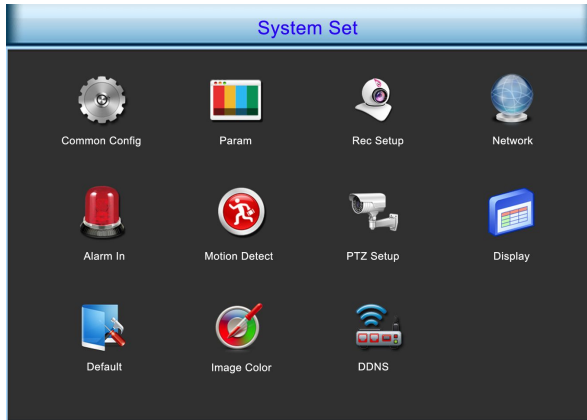 System Set
Common Config
Param
Rec Setup
Network
Alarm In
Motion Detect
PTZ Setup
Display
Default
Image Color
DDNS